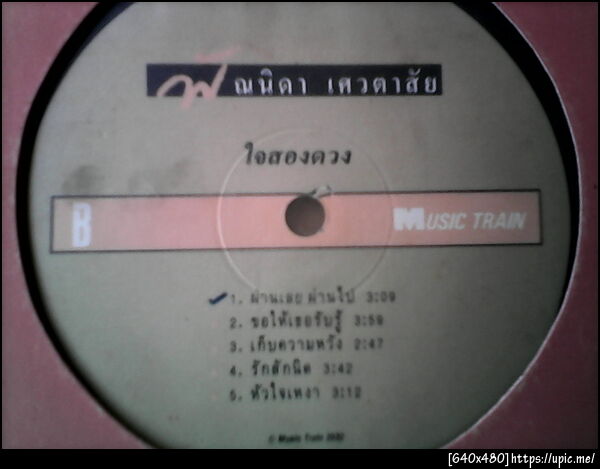 พัณนิดา เศวตาสัย
ใจสองดวง
B
MUSIC TRAIN
1. ผ่านเลย ผ่านไป 3:09
2. ขอให้เธอรับรู้ 3:59
3. เก็บความหวัง 2:47
4. รักสักนิด 3:42
5. หัวใจเหงา 3:12
© Music Train
[640x480]https://upic.me/